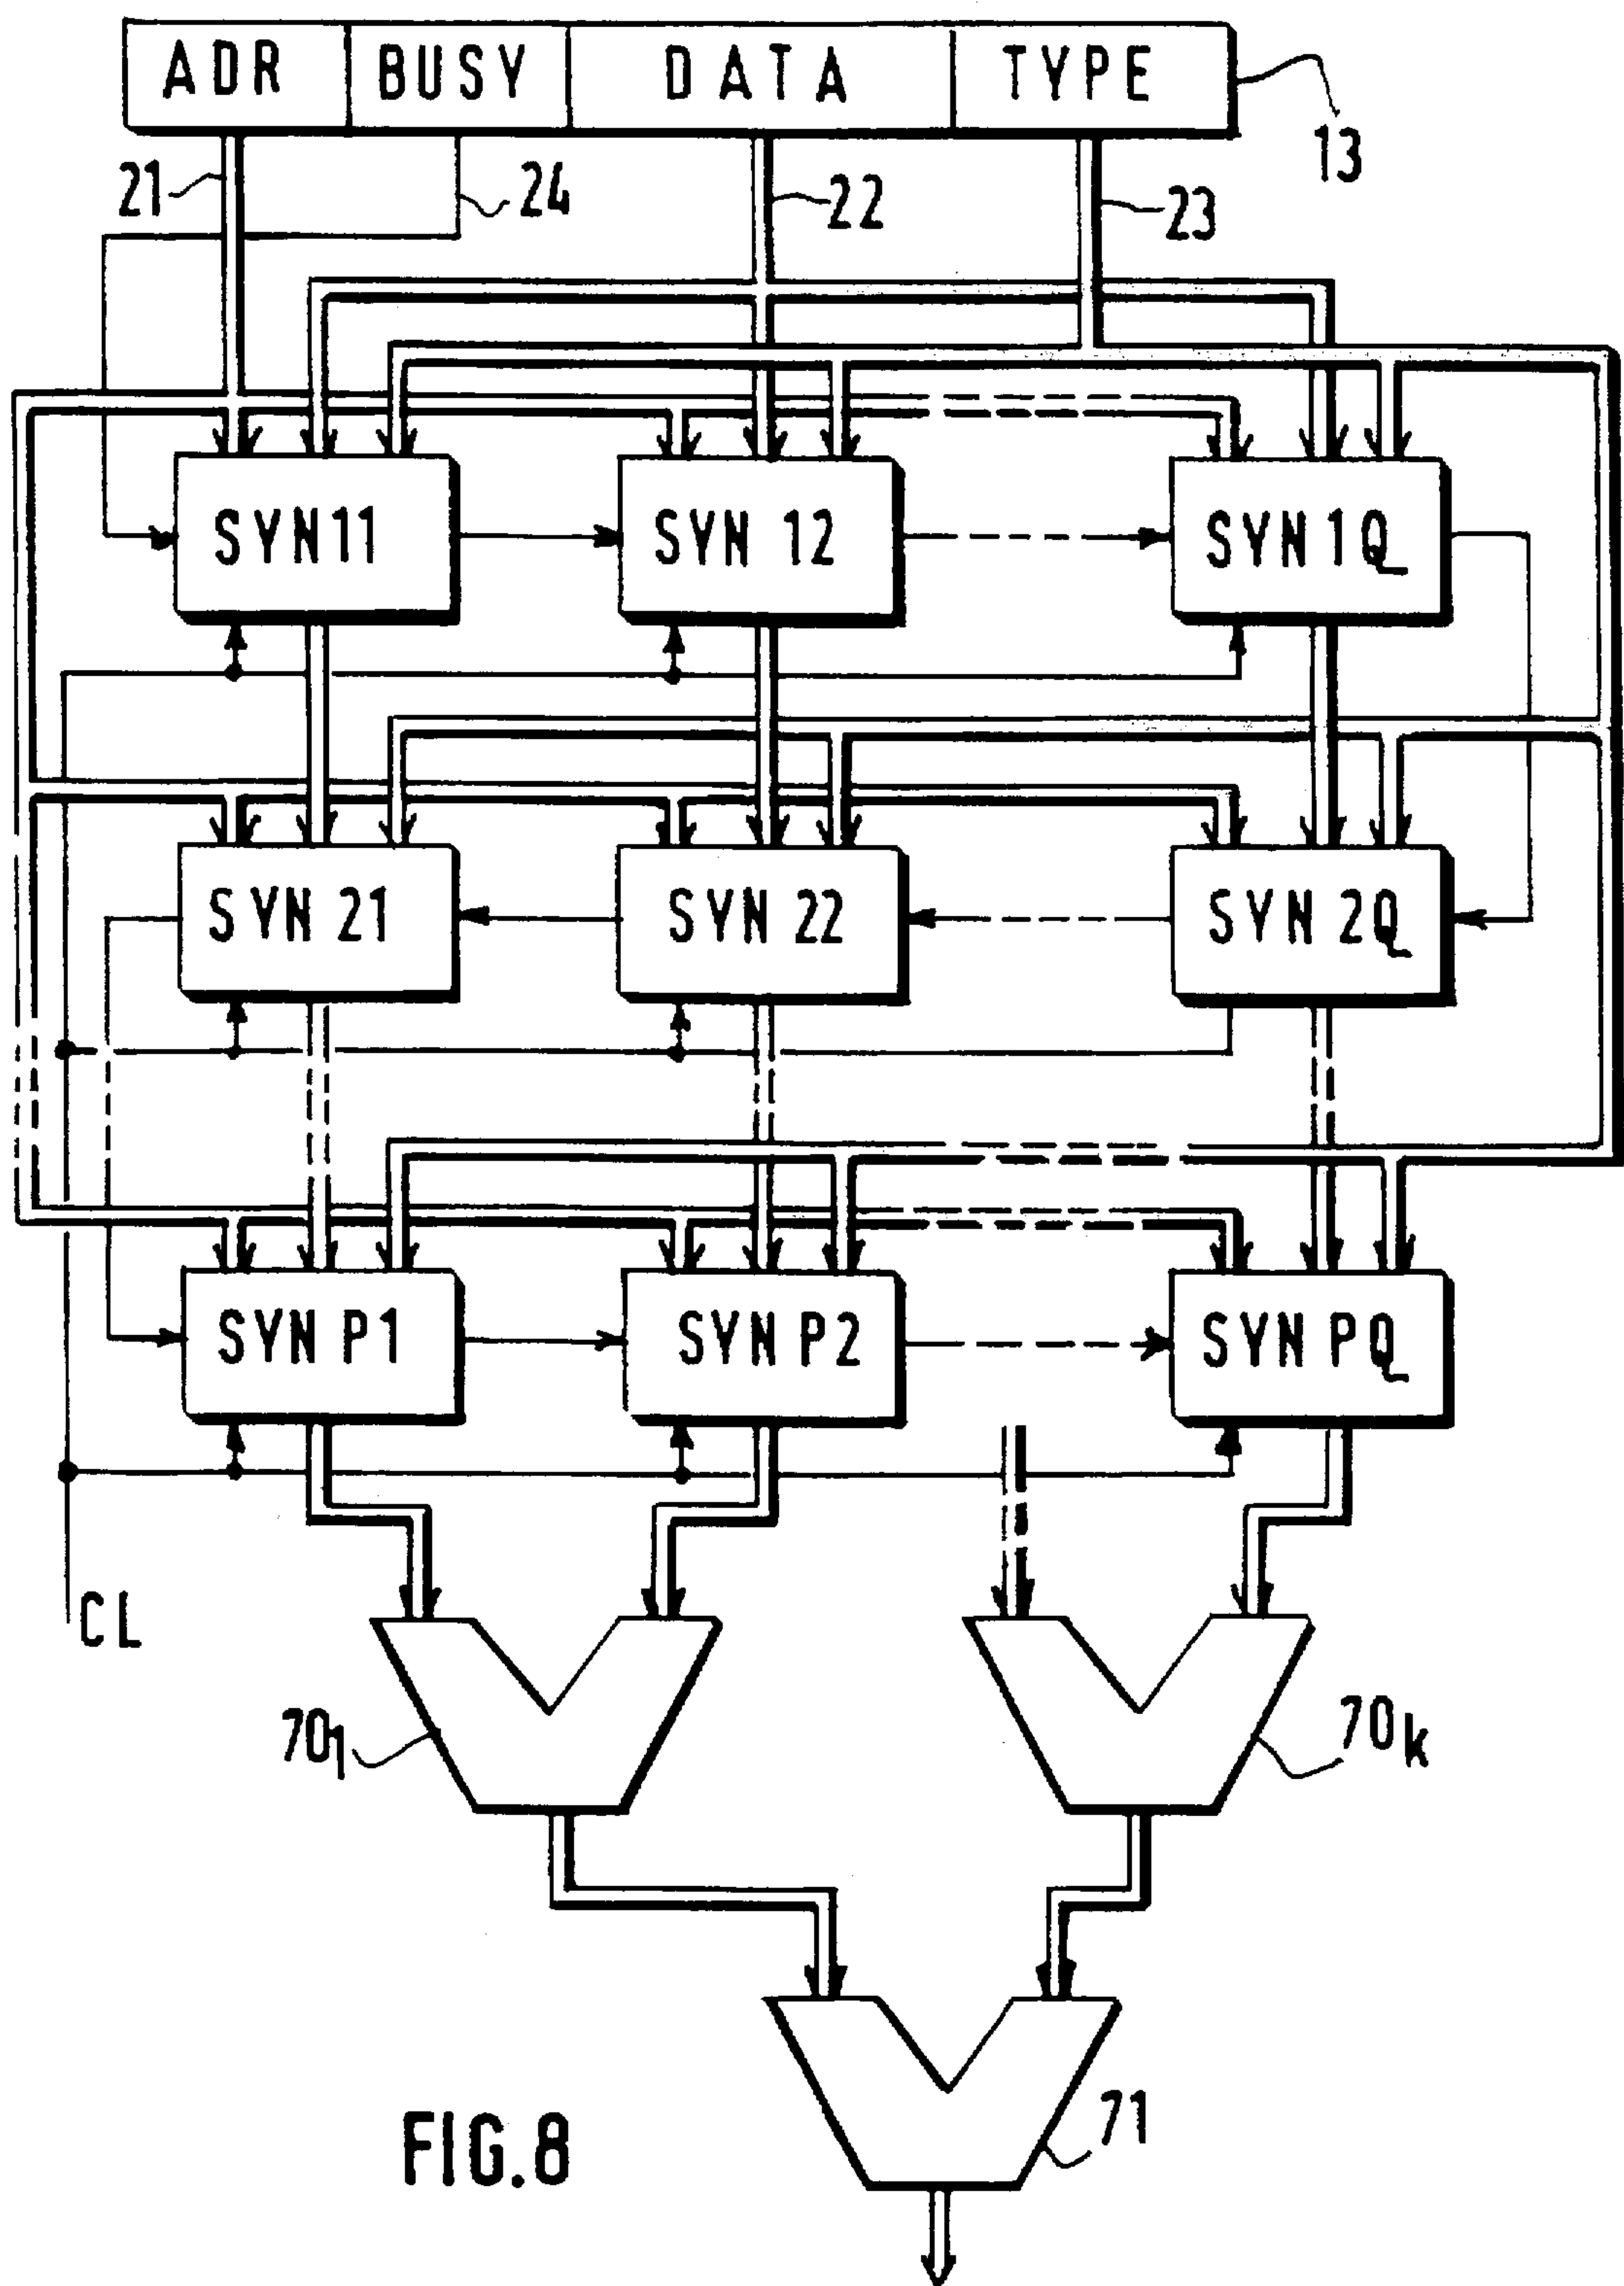 ADR BUSY DATA TYPE
13
21 24 22 23
SYN11 SYN 12 SYN 1Q
SYN 21 SYN 22 SYN 2Q
SYN P1 SYN P2 SYN PQ
CL
70₁ 70k
71
FIG.8